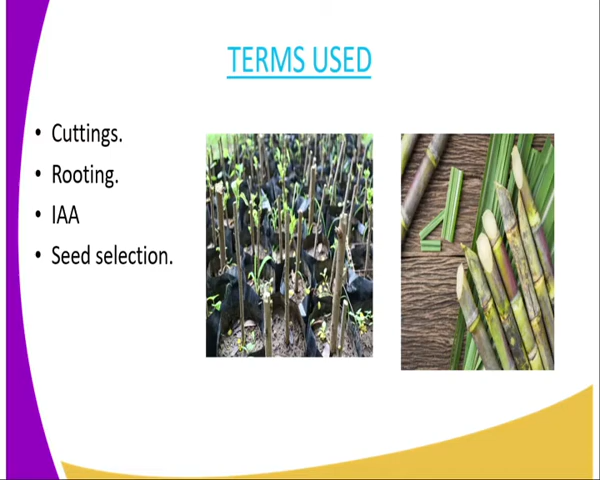 TERMS USED
• Cuttings.
• Rooting.
• IAA
• Seed selection.